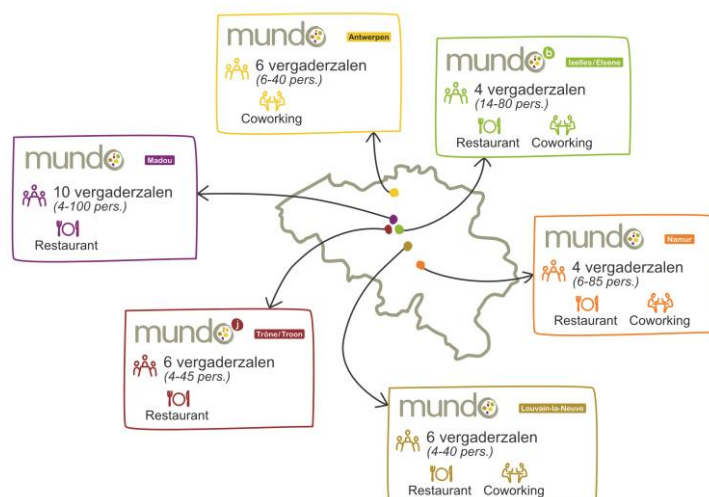 mundo
Antwerpen
6 vergaderzalen
(6-40 pers.)
Coworking
mundo b
Ixelles/Elsene
4 vergaderzalen
(14-80 pers.)
Restaurant Coworking
mundo
Madou
10 vergaderzalen
(4-100 pers.)
Restaurant
mundo
Namur
4 vergaderzalen
(6-85 pers.)
Restaurant Coworking
mundo j
Trône/Troon
6 vergaderzalen
(4-45 pers.)
Restaurant
mundo
Louvain-la-Neuve
6 vergaderzalen
(4-40 pers.)
Restaurant Coworking